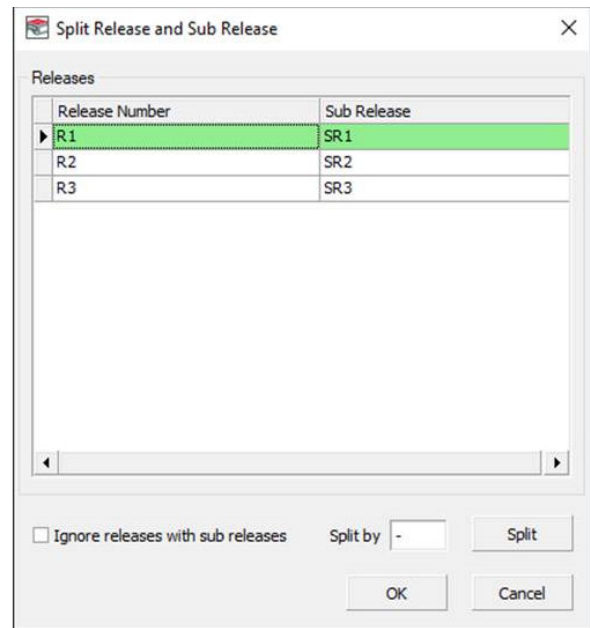 Split Release and Sub Release
Releases
Release Number Sub Release
R1 SR1
R2 SR2
R3 SR3
Ignore releases with sub releases Split by - Split
OK Cancel